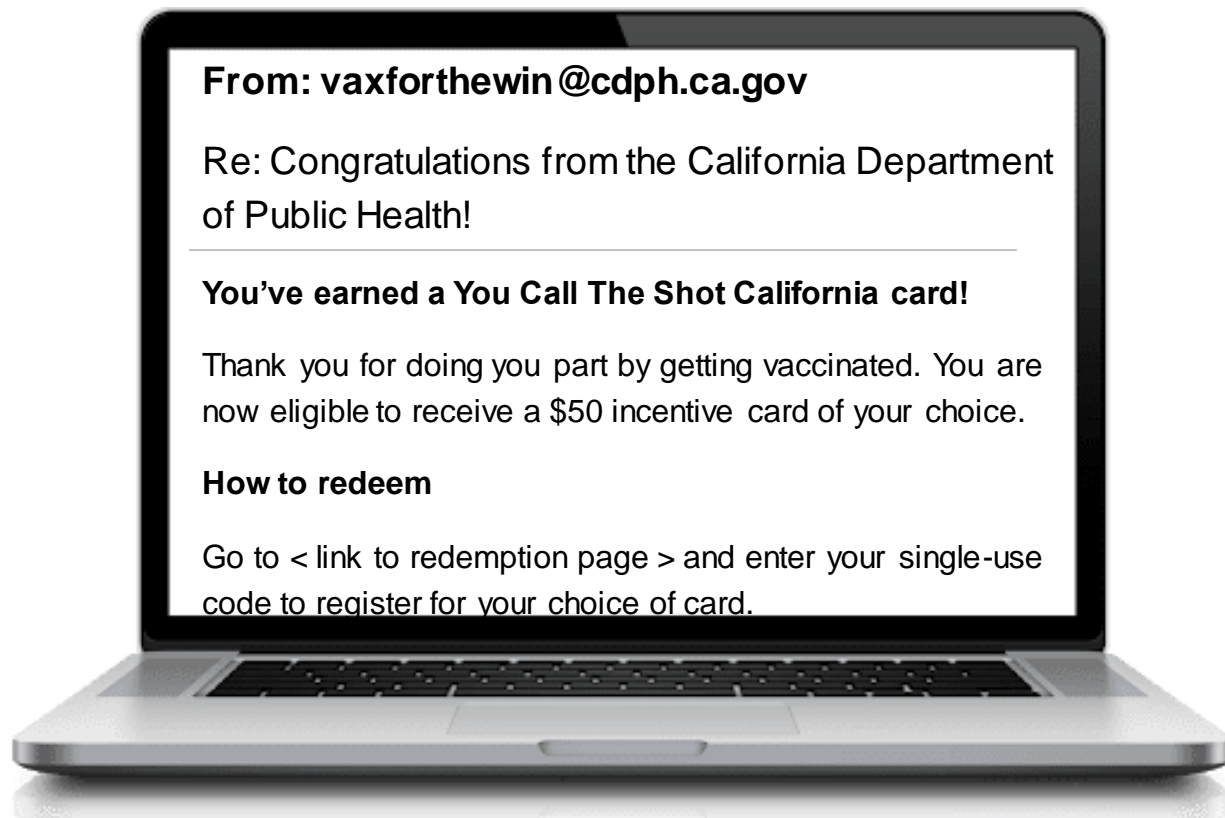 From: vaxforthewin@cdph.ca.gov
Re: Congratulations from the California Department
of Public Health!
You’ve earned a You Call The Shot California card!
Thank you for doing you part by getting vaccinated. You are
now eligible to receive a $50 incentive card of your choice.
How to redeem
Go to < link to redemption page > and enter your single-use
code to register for your choice of card.